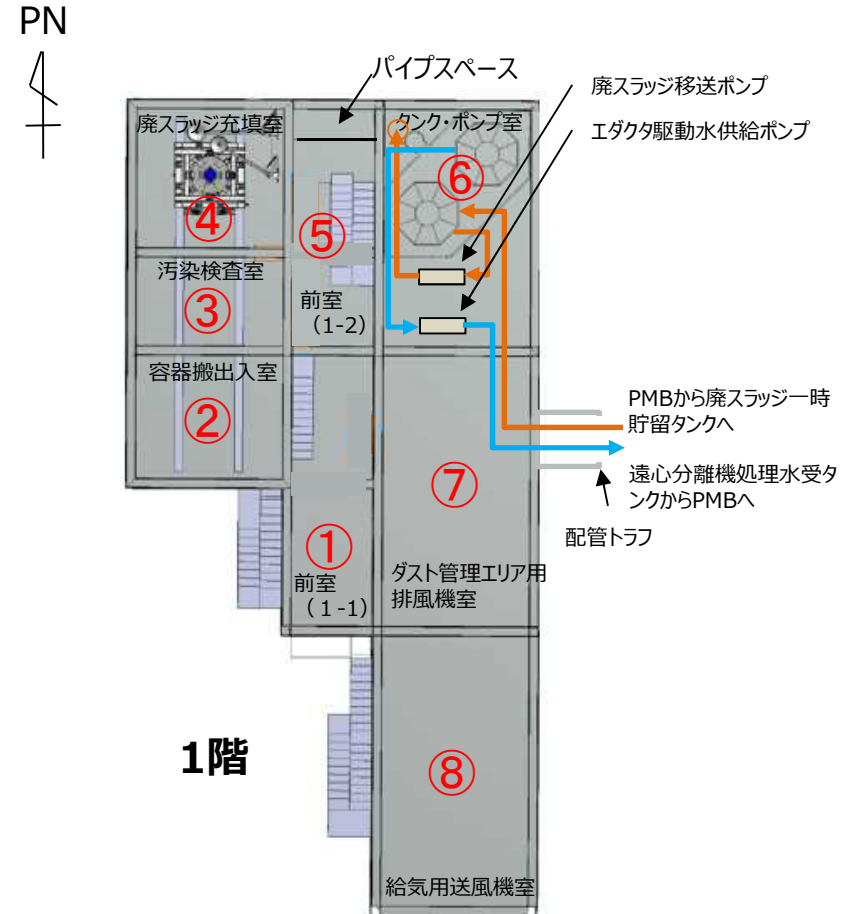 PN
パイプスペース
廃スラッジ移送ポンプ
エダクタ駆動水供給ポンプ
廃スラッジ充填室
タンク・ポンプ室
④
⑤
⑥
汚染検査室
③
前室
（1-2）
容器搬出入室
②
PMBから廃スラッジ一時
貯留タンクへ
遠心分離機処理水受タ
ンクからPMBへ
配管トラフ
⑦
①
前室
（１-1）
ダスト管理エリア用
排風機室
1階
⑧
給気用送風機室